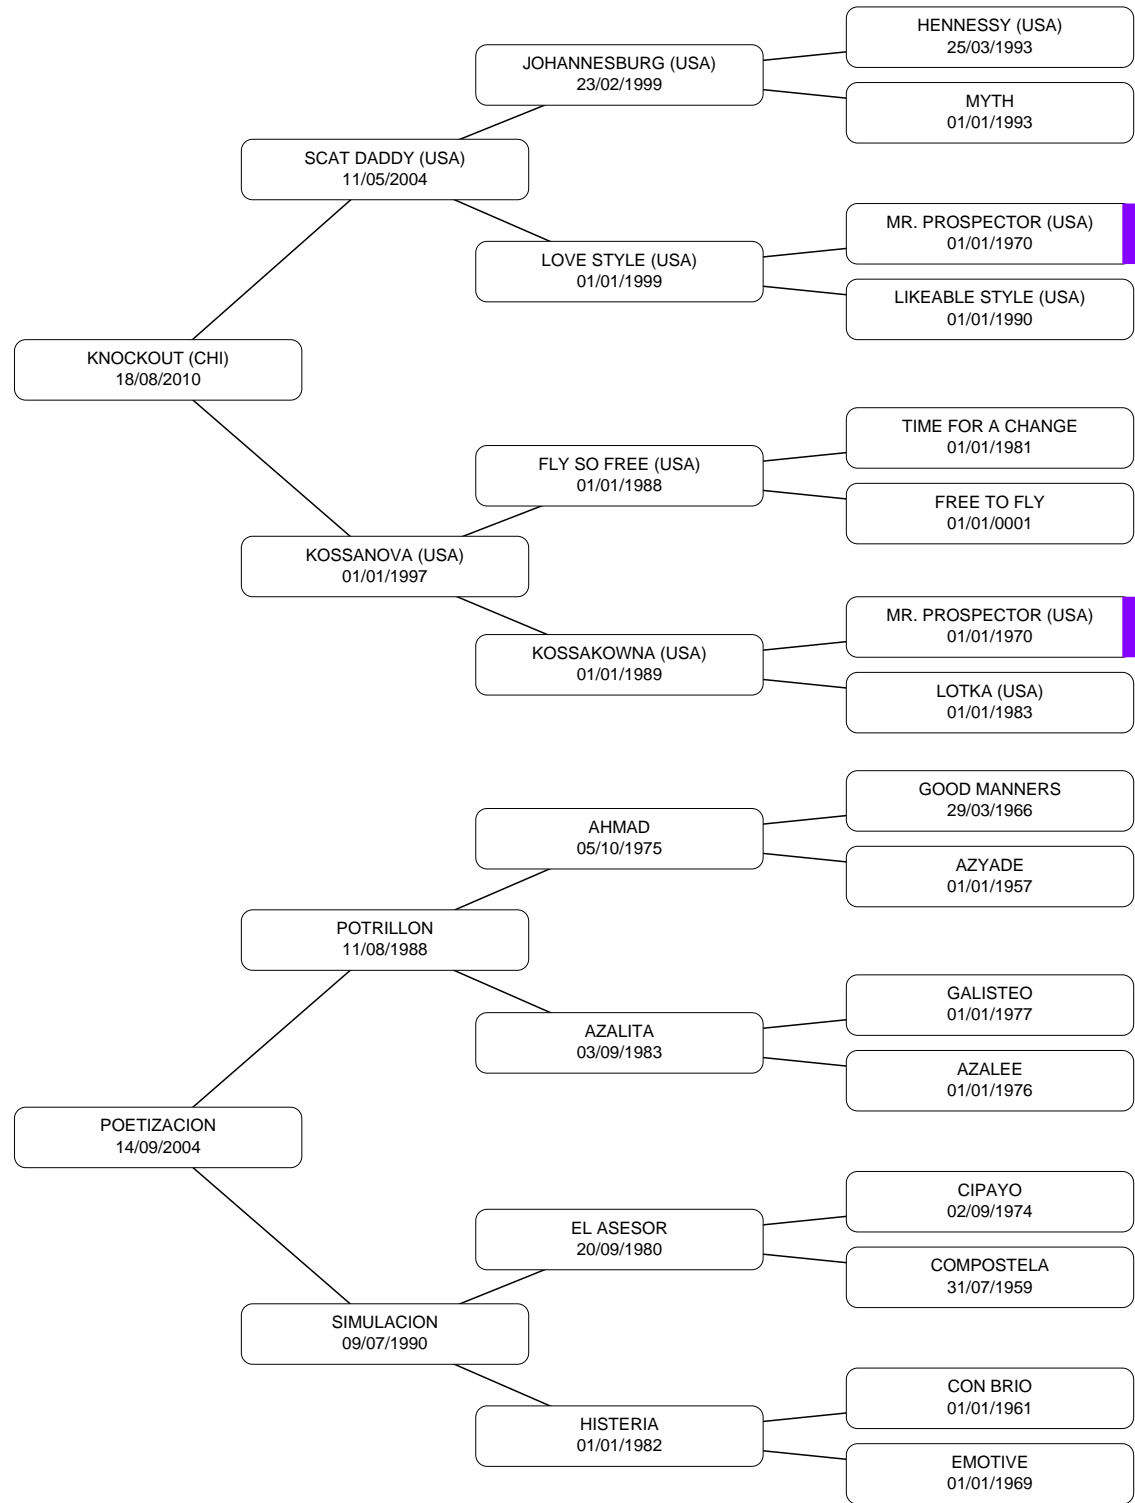 HENNESSY (USA)
25/03/1993
JOHANNESBURG (USA)
23/02/1999
MYTH
01/01/1993
SCAT DADDY (USA)
11/05/2004
MR. PROSPECTOR (USA)
01/01/1970
LOVE STYLE (USA)
01/01/1999
LIKEABLE STYLE (USA)
01/01/1990
KNOCKOUT (CHI)
18/08/2010
TIME FOR A CHANGE
01/01/1981
FLY SO FREE (USA)
01/01/1988
FREE TO FLY
01/01/0001
KOSSANOVA (USA)
01/01/1997
MR. PROSPECTOR (USA)
01/01/1970
KOSSAKOWNA (USA)
01/01/1989
LOTKA (USA)
01/01/1983
GOOD MANNERS
29/03/1966
AHMAD
05/10/1975
AZYADE
01/01/1957
POTRILLON
11/08/1988
GALISTEO
01/01/1977
AZALITA
03/09/1983
AZALEE
01/01/1976
POETIZACION
14/09/2004
CIPAYO
02/09/1974
EL ASESOR
20/09/1980
COMPOSTELA
31/07/1959
SIMULACION
09/07/1990
CON BRIO
01/01/1961
HISTERIA
01/01/1982
EMOTIVE
01/01/1969